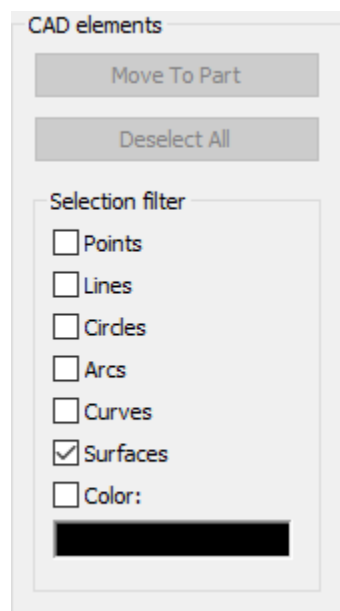 CAD elements
Move To Part
Deselect All
Selection filter
Points
Lines
Circles
Arcs
Curves
Surfaces
Color: